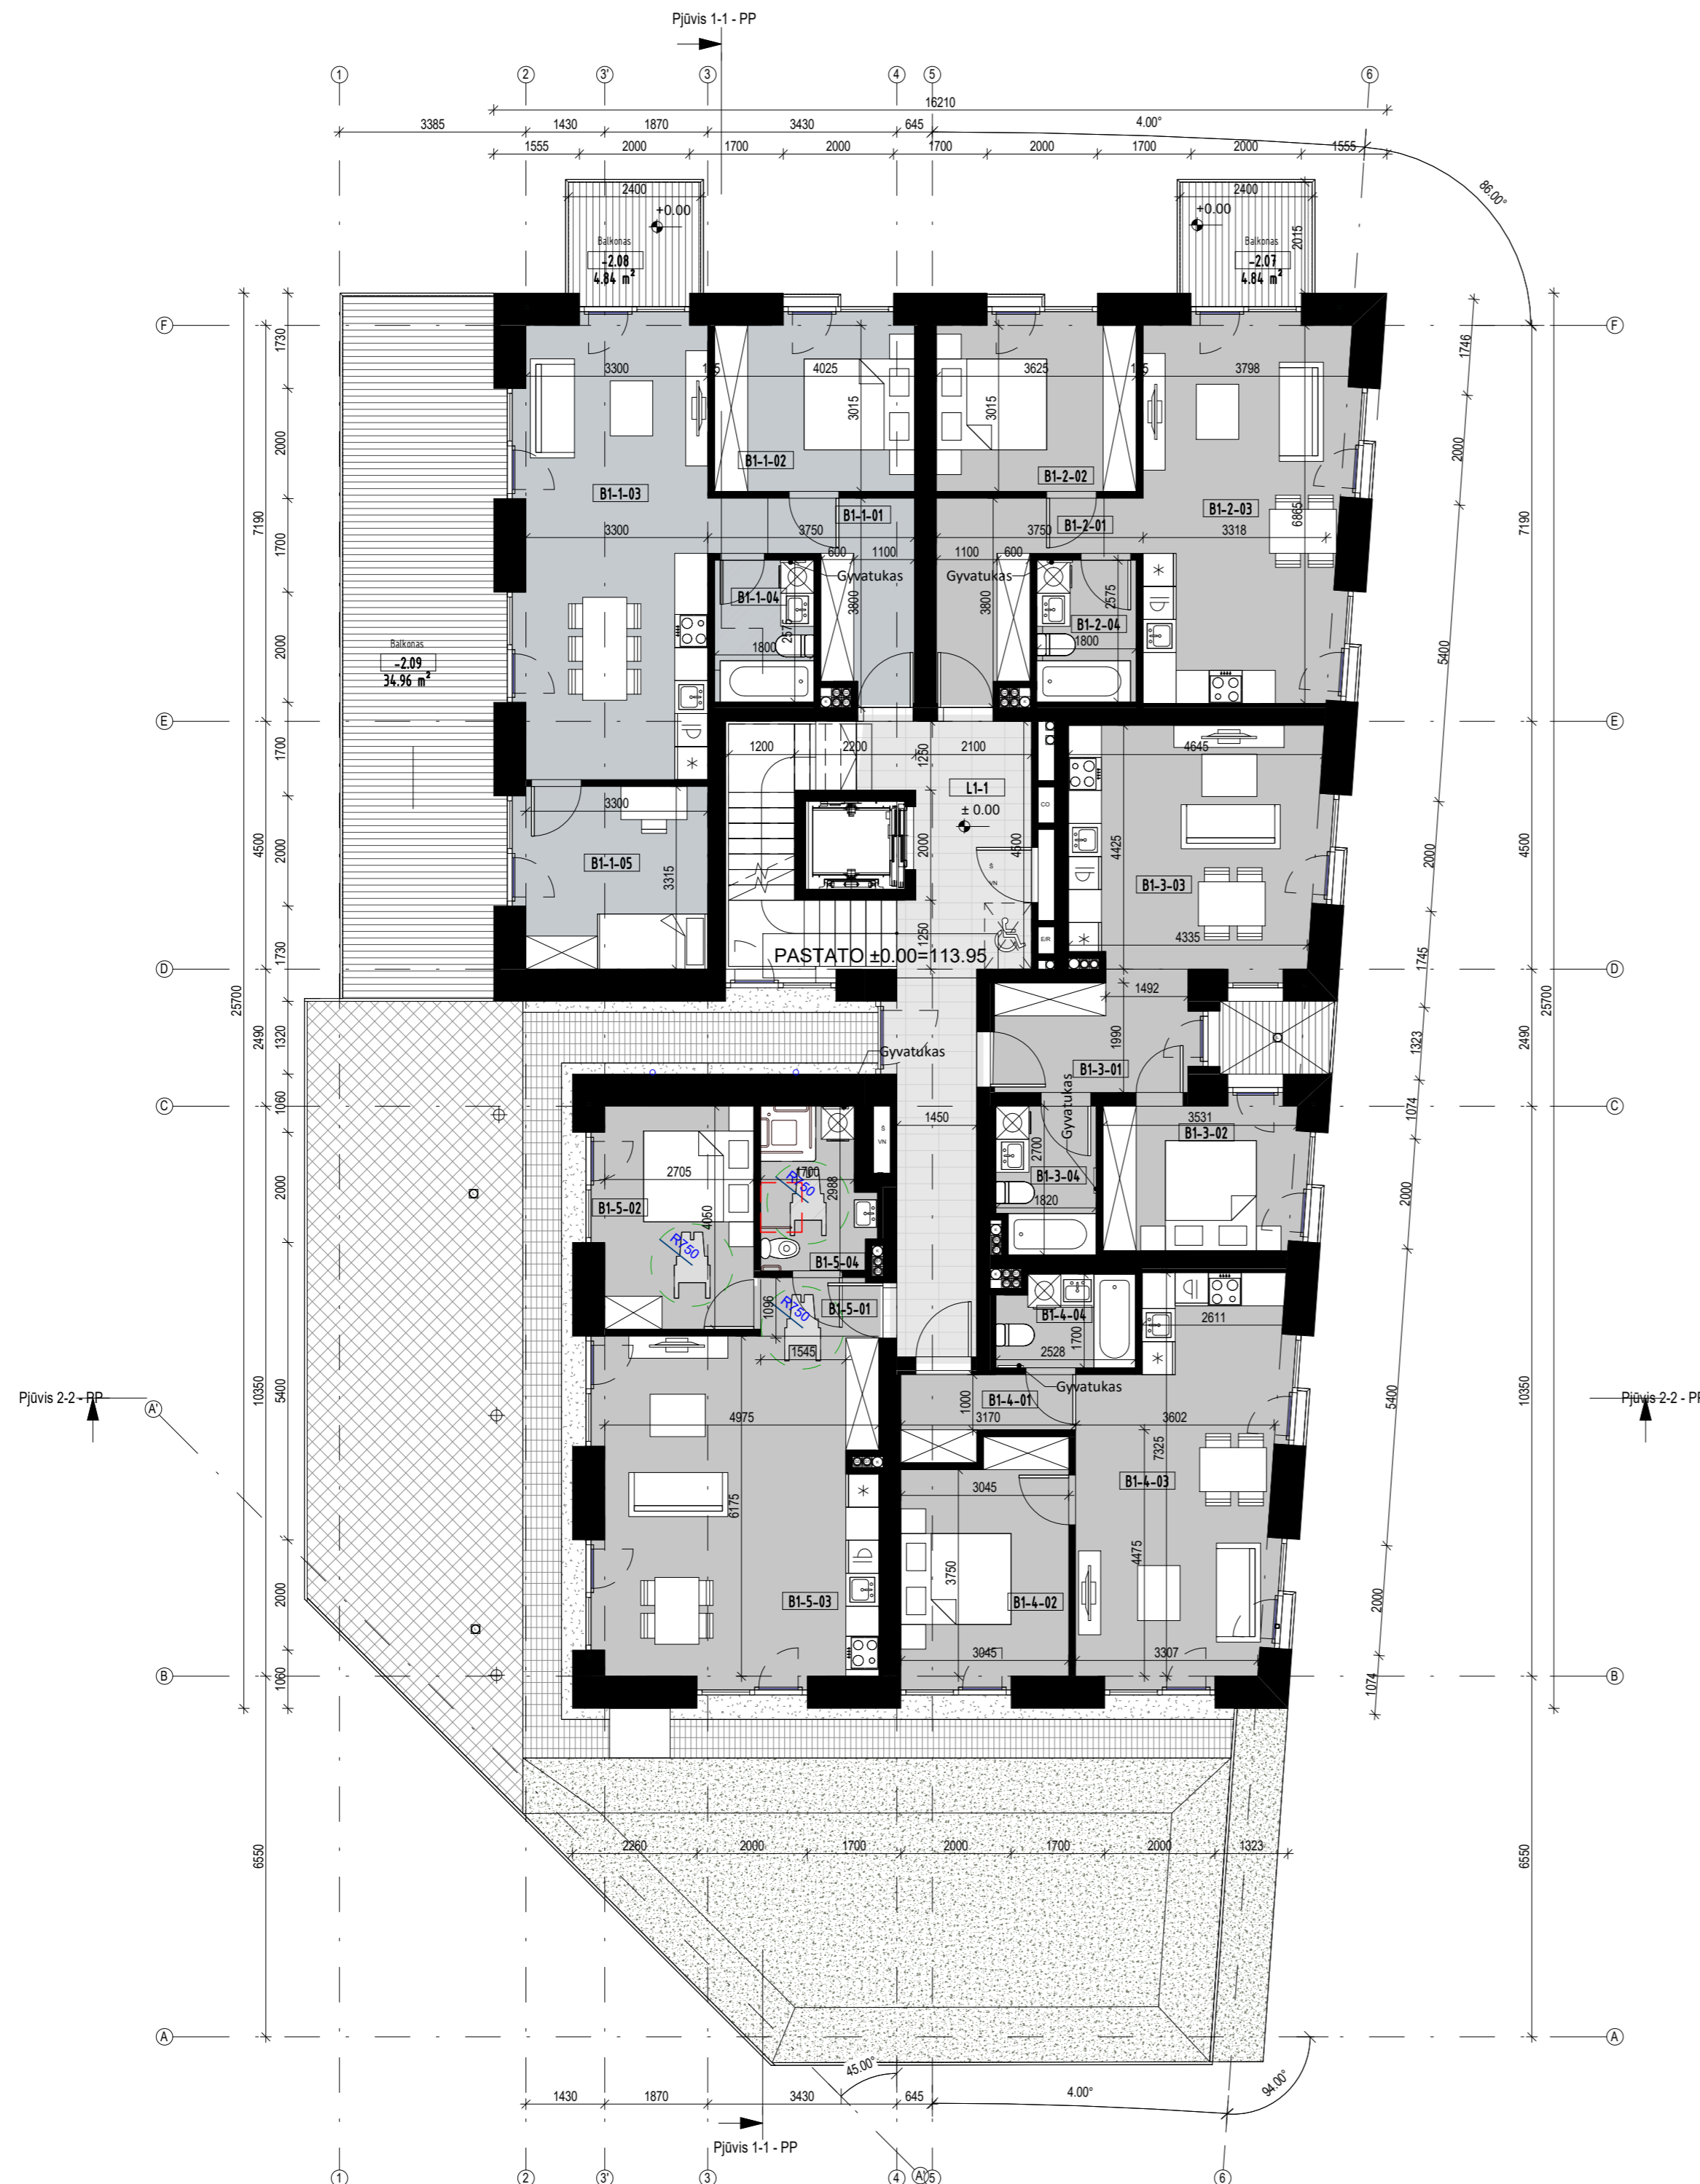 Pjūvis 1-1 - PP
1
2
3'
3
4
5
6
16210
3385
1430
1870
3430
645
4.00°
1555
2000
1700
2000
1700
2000
1700
2000
1555
86.00°
2400
+0.00
Balkonas
-2.08
4.84 m²
2400
+0.00
2015
Balkonas
-2.07
4.84 m²
F
F
1730
1746
3300
4025
3625
3798
3015
3015
2000
2000
B1-1-02
B1-2-02
B1-1-03
B1-1-01
B1-2-01
B1-2-03
6865
7190
7190
1700
3300
3750
3750
3318
600
1100
1100
600
Gyvatukas
Gyvatukas
B1-1-04
2575
1800
3800
3800
2575
B1-2-04
1800
2000
5400
Balkonas
-2.09
34.96 m²
E
E
1700
1200
2200
1250
2100
4645
L1-1
± 0.00
CO
3300
4500
2000
2000
4500
4425
2000
4500
B1-1-05
3315
Š
VN
B1-3-03
1250
E/R
4335
1730
1745
PASTATO ±0.00=113.95
D
D
25700
25700
1492
2490
1320
1990
1323
2490
Gyvatukas
B1-3-01
Gyvatukas
1060
1074
C
C
1450
3531
B1-3-02
Š
VN
2705
1700
R750
2988
2700
B1-3-04
1820
2000
2000
B1-5-02
4050
R750
B1-5-04
B1-5-01
R750
1096
1545
B1-4-04
1700
2528
2611
Gyvatukas
Pjūvis 2-2 - PP
A'
10350
5400
B1-4-01
1000
3170
3602
5400
10350
Pjūvis 2-2 - PP
4975
7325
B1-4-03
3045
6175
4475
3750
B1-5-03
B1-4-02
2000
2000
3045
3307
B
B
1060
1074
2260
2000
1700
2000
1700
2000
1323
6550
6550
A
A
45.00°
94.00°
1430
1870
3430
645
4.00°
Pjūvis 1-1 - PP
1
2
3'
3
4
A'
5
6